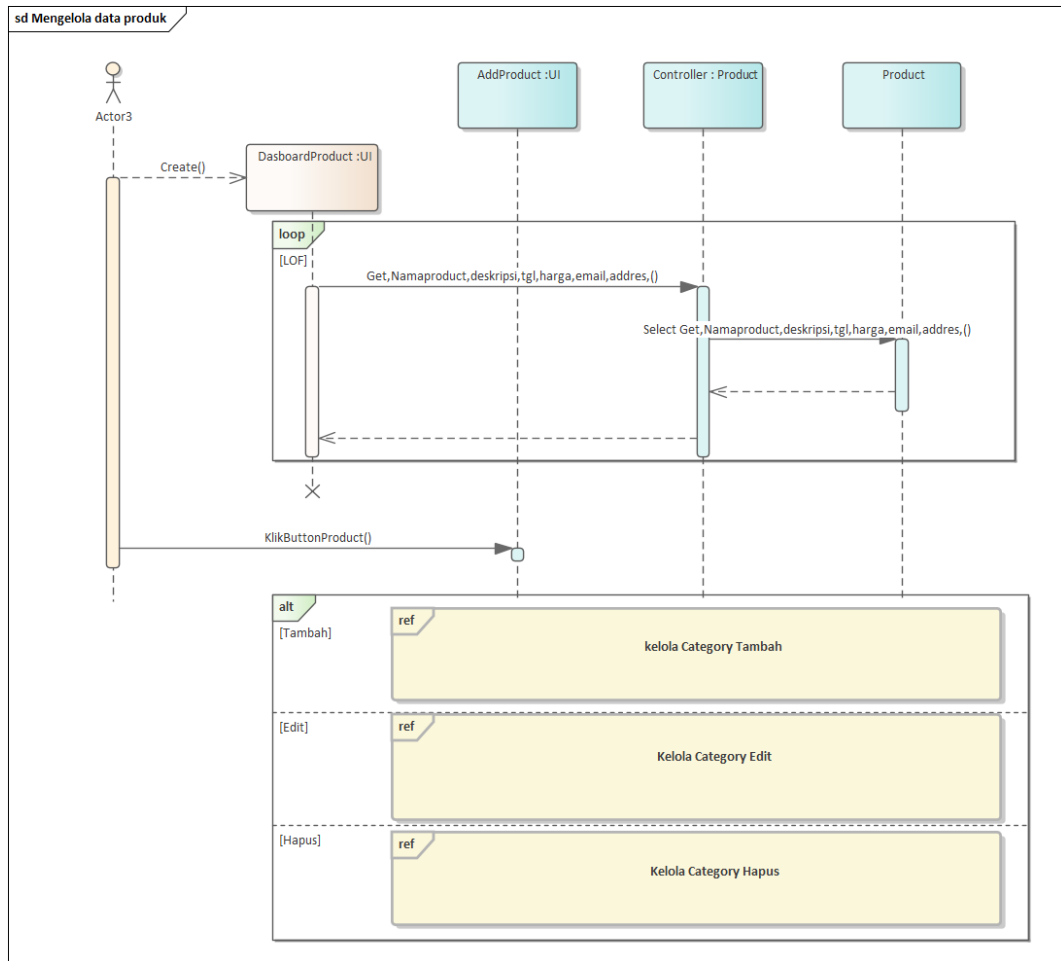 sd Mengelola data produk
Actor3
AddProduct :UI
Controller : Product
Product
Create()
DasboardProduct :UI
loop
[LOF]
Get,Namaproduct,deskripsi,tgl,harga,email,addres,()
Select Get,Namaproduct,deskripsi,tgl,harga,email,addres,()
KlikButtonProduct()
alt
[Tambah]
ref
kelola Category Tambah
[Edit]
ref
Kelola Category Edit
[Hapus]
ref
Kelola Category Hapus